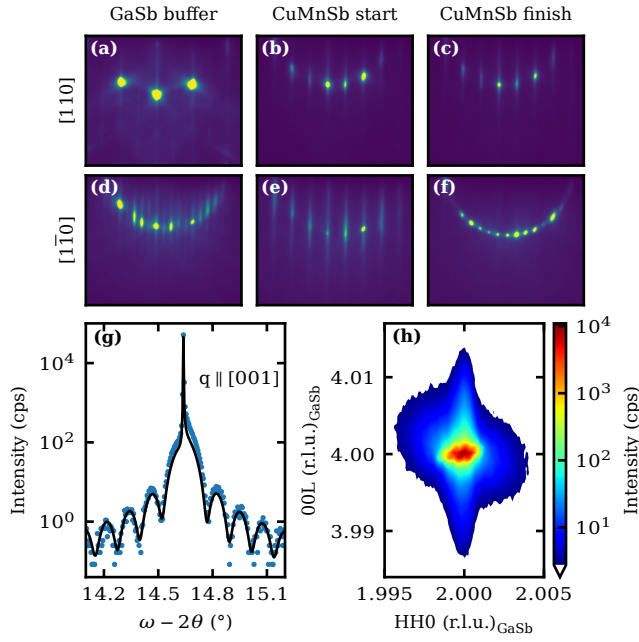 GaSb buffer CuMnSb start CuMnSb finish
[110] (a) (b) (c)
[11̅0] (d) (e) (f)
(g) (h)
q ∥ [001]
Intensity (cps)
10⁴
10²
10⁰
14.2 14.5 14.8 15.1
ω − 2θ (°)
00L (r.l.u.)GaSb
4.01
4.00
3.99
1.995 2.000 2.005
HH0 (r.l.u.)GaSb
10⁴
10³
10²
10¹
Intensity (cps)